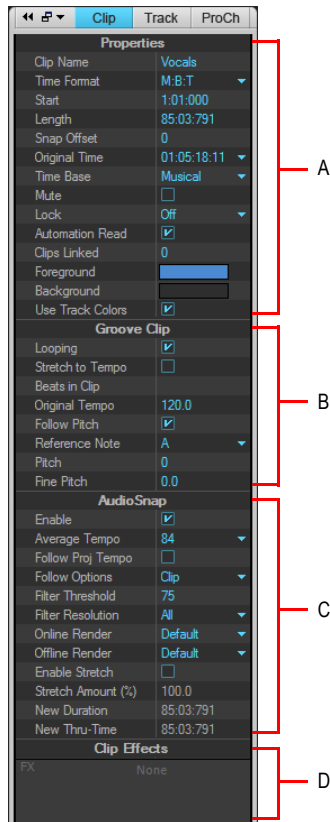 Clip Track ProCh
Properties
Clip Name Vocals
Time Format M:B:T
Start 1:01:000
Length 85:03:791
Snap Offset 0
Original Time 01:05:18:11
Time Base Musical
Mute
Lock Off
Automation Read
Clips Linked 0
Foreground
Background
Use Track Colors
A
Groove Clip
Looping
Stretch to Tempo
Beats in Clip
Original Tempo 120.0
Follow Pitch
Reference Note A
Pitch 0
Fine Pitch 0.0
B
AudioSnap
Enable
Average Tempo 84
Follow Proj Tempo
Follow Options Clip
Filter Threshold 75
Filter Resolution All
Online Render Default
Offline Render Default
Enable Stretch
Stretch Amount (%) 100.0
New Duration 85:03:791
New Thru-Time 85:03:791
C
Clip Effects
FX None
D